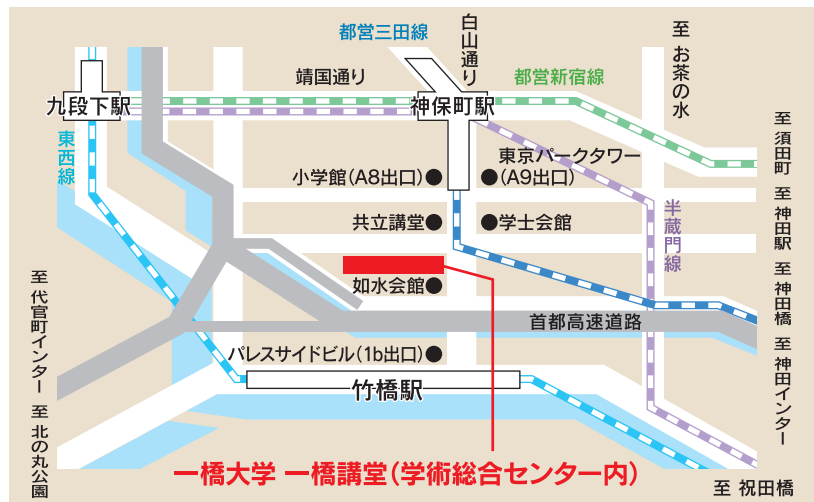 都営三田線
白山通り
至 お茶の水
靖国通り
都営新宿線
九段下駅
神保町駅
東西線
至 須田町
東京パークタワー
(A9出口)
小学館(A8出口)
共立講堂
学士会館
半蔵門線
至 神田駅
如水会館
至 神田橋
首都高速道路
至 代官町インター
パレスサイドビル(1b出口)
至 神田インター
竹橋駅
至 北の丸公園
一橋大学 一橋講堂(学術総合センター内)
至 祝田橋